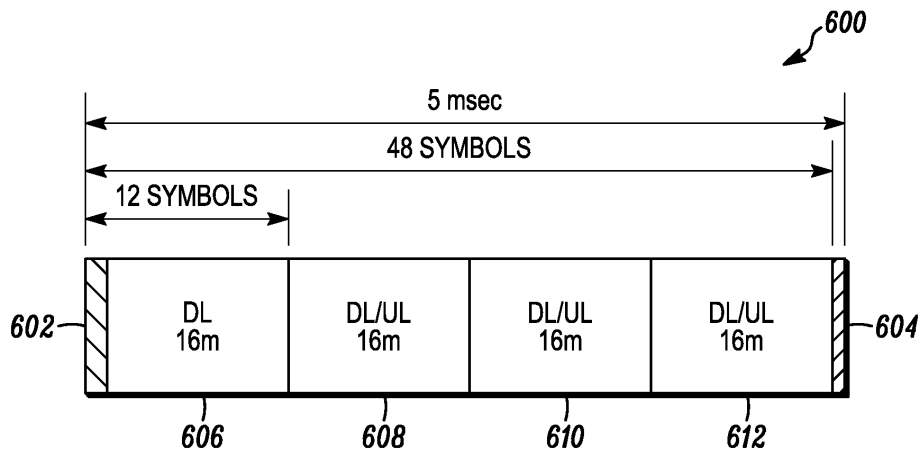 600
5 msec
48 SYMBOLS
12 SYMBOLS
DL
16m
DL/UL
16m
DL/UL
16m
DL/UL
16m
602
604
606
608
610
612